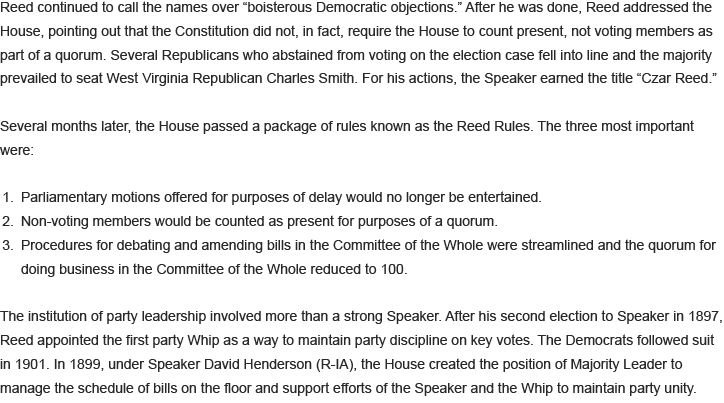 Reed continued to call the names over “boisterous Democratic objections.” After he was done, Reed addressed the
House, pointing out that the Constitution did not, in fact, require the House to count present, not voting members as
part of a quorum. Several Republicans who abstained from voting on the election case fell into line and the majority
prevailed to seat West Virginia Republican Charles Smith. For his actions, the Speaker earned the title “Czar Reed.”
Several months later, the House passed a package of rules known as the Reed Rules. The three most important
were:
1. Parliamentary motions offered for purposes of delay would no longer be entertained.
2. Non-voting members would be counted as present for purposes of a quorum.
3. Procedures for debating and amending bills in the Committee of the Whole were streamlined and the quorum for
doing business in the Committee of the Whole reduced to 100.
The institution of party leadership involved more than a strong Speaker. After his second election to Speaker in 1897,
Reed appointed the first party Whip as a way to maintain party discipline on key votes. The Democrats followed suit
in 1901. In 1899, under Speaker David Henderson (R-IA), the House created the position of Majority Leader to
manage the schedule of bills on the floor and support efforts of the Speaker and the Whip to maintain party unity.